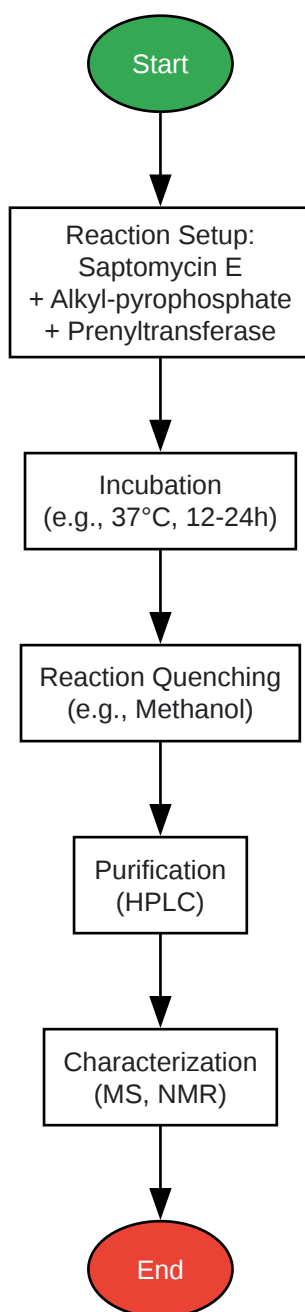 Start
Reaction Setup:
Saptomycin E
+ Alkyl-pyrophosphate
+ Prenyltransferase
Incubation
(e.g., 37°C, 12-24h)
Reaction Quenching
(e.g., Methanol)
Purification
(HPLC)
Characterization
(MS, NMR)
End